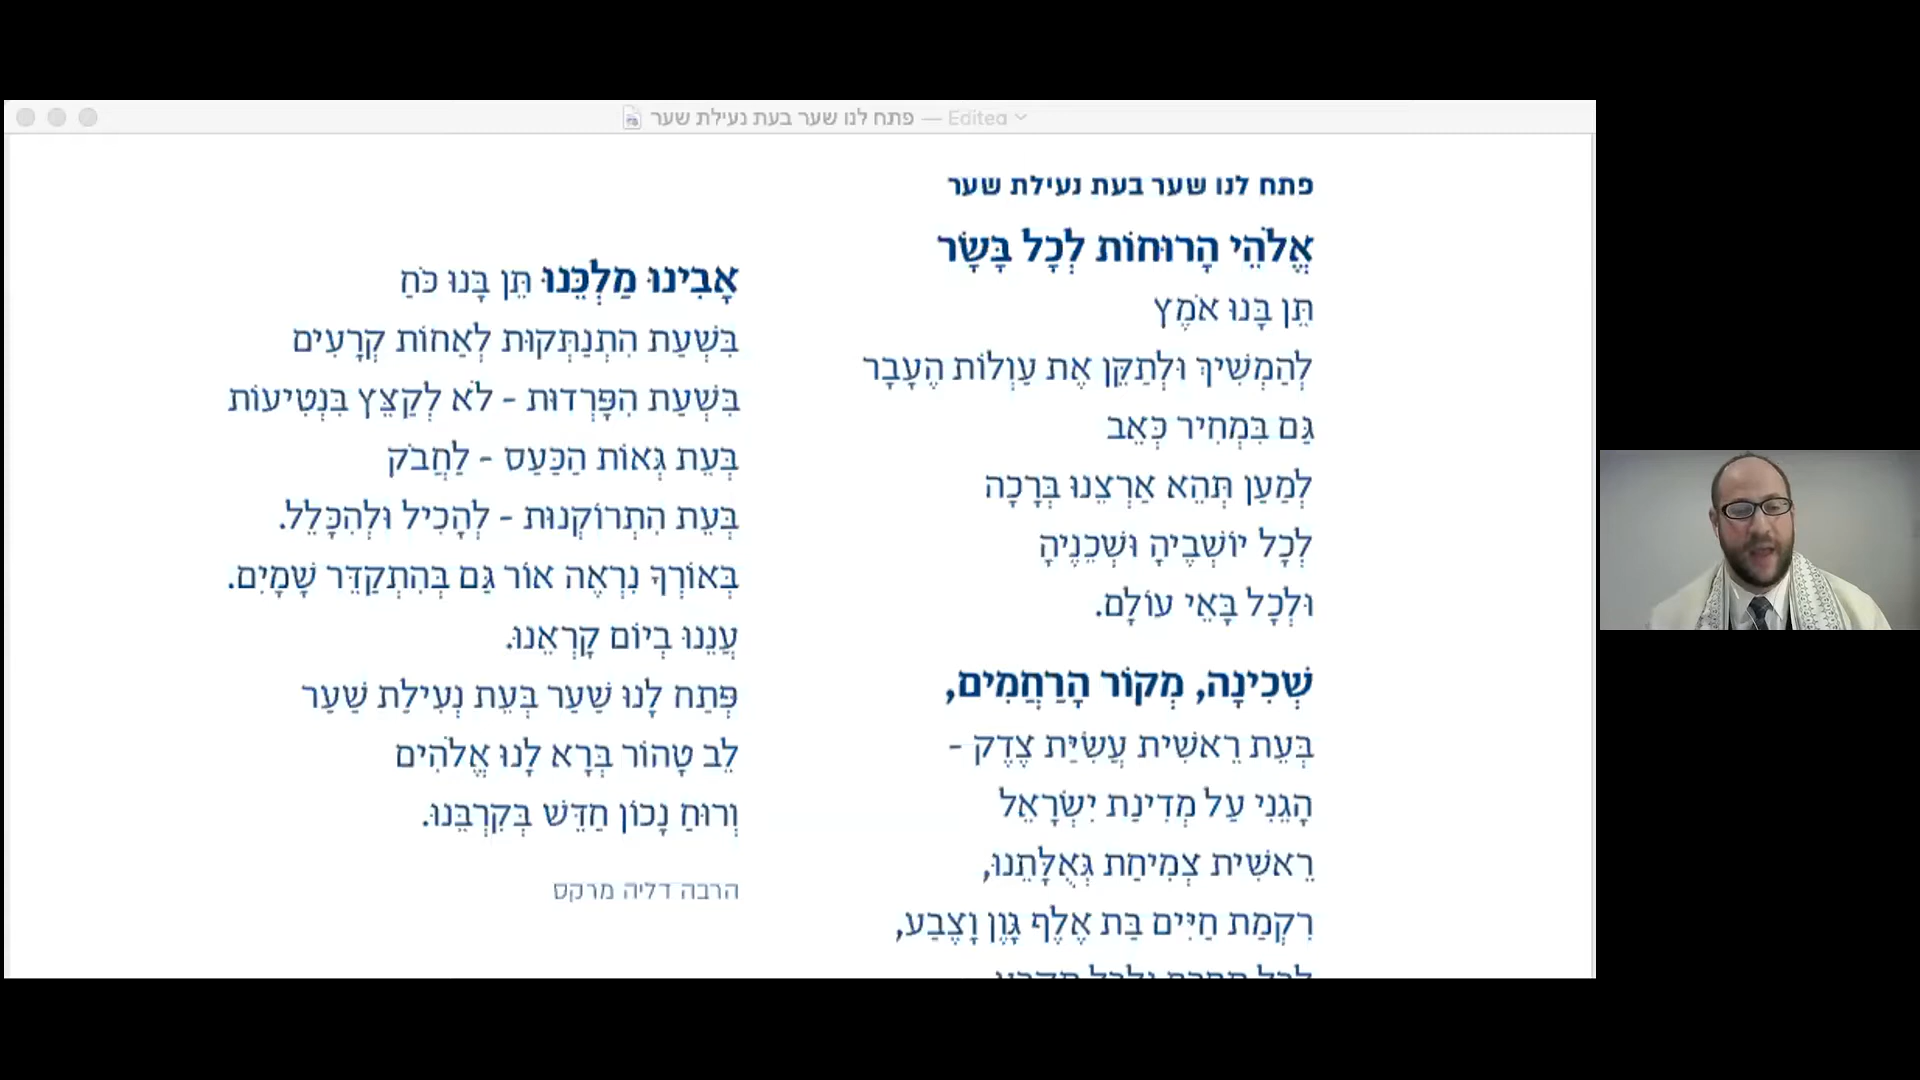 פתח לנו שער בעת נעילת שער — Edited
פתח לנו שער בעת נעילת שער
אֱלֹהֵי הָרוּחוֹת לְכָל בָּשָׂר
תֵּן בָּנוּ אֹמֶץ
לְהַמְשִׁיךְ וּלְתַקֵּן אֶת עַוְלוֹת הֶעָבָר
גַּם בִּמְחִיר כְּאֵב
לְמַעַן תְּהֵא אַרְצֵנוּ בְּרָכָה
לְכָל יוֹשְׁבֶיהָ וּשְׁכֵנֶיהָ
וּלְכָל בָּאֵי עוֹלָם.
שְׁכִינָה, מְקוֹר הָרַחֲמִים,
בְּעֵת רֵאשִׁית עֲשִׂיַּת צֶדֶק -
הָגֵנִּי עַל מְדִינַת יִשְׂרָאֵל
רֵאשִׁית צְמִיחַת גְּאֻלָּתֵנוּ,
רִקְמַת חַיִּים בַּת אֶלֶף גָּוֶן וָצֶבַע,
אָבִינוּ מַלְכֵּנוּ תֵּן בָּנוּ כֹּחַ
בִּשְׁעַת הִתְנַתְּקוּת לְאַחוֹת קְרָעִים
בִּשְׁעַת הִפָּרְדוּת - לֹא לְקַצֵּץ בִּנְטִיעוֹת
בְּעֵת גְּאוֹת הַכַּעַס - לַחֲבֹק
בְּעֵת הִתְרוֹקְנוּת - לְהָכִיל וּלְהִכָּלֵל.
בְּאוֹרְךָ נִרְאֶה אוֹר גַּם בְּהִתְקַדֵּר שָׁמָיִם.
עֲנֵנוּ בְיוֹם קָרְאֵנוּ.
פְּתַח לָנוּ שַׁעַר בְּעֵת נְעִילַת שַׁעַר
לֵב טָהוֹר בְּרָא לָנוּ אֱלֹהִים
וְרוּחַ נָכוֹן חַדֵּשׁ בְּקִרְבֵּנוּ.
הרבה דליה מרקס